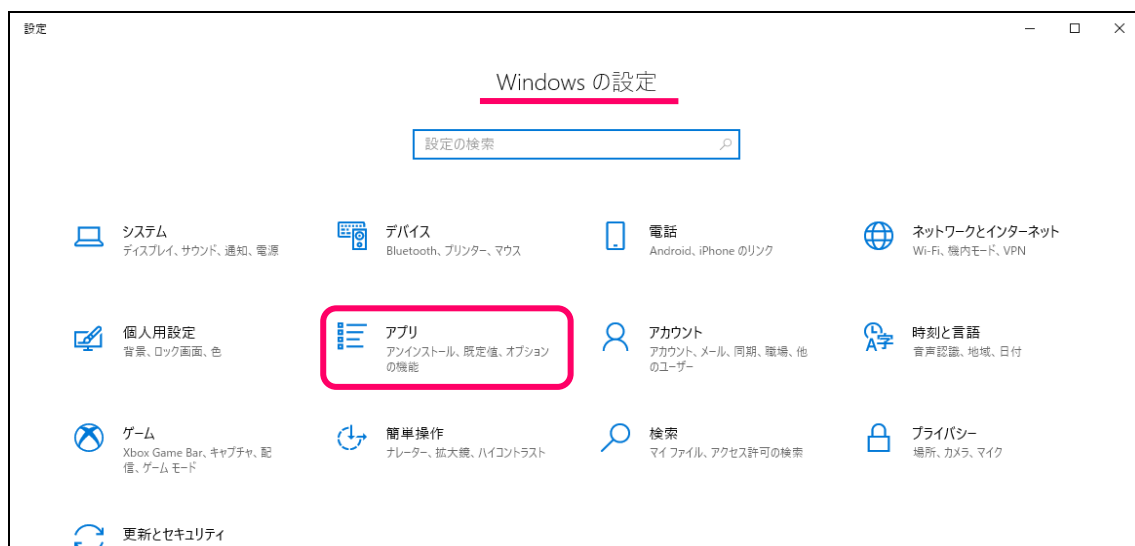 設定
Windows の設定
設定の検索
システム
ディスプレイ、サウンド、通知、電源
デバイス
Bluetooth、プリンター、マウス
電話
Android、iPhone のリンク
ネットワークとインターネット
Wi-Fi、機内モード、VPN
個人用設定
背景、ロック画面、色
アプリ
アンインストール、既定値、オプション
の機能
アカウント
アカウント、メール、同期、職場、他
のユーザー
時刻と言語
音声認識、地域、日付
ゲーム
Xbox Game Bar、キャプチャ、配
信、ゲーム モード
簡単操作
ナレーター、拡大鏡、ハイコントラスト
検索
マイ ファイル、アクセス許可の検索
プライバシー
場所、カメラ、マイク
更新とセキュリティ